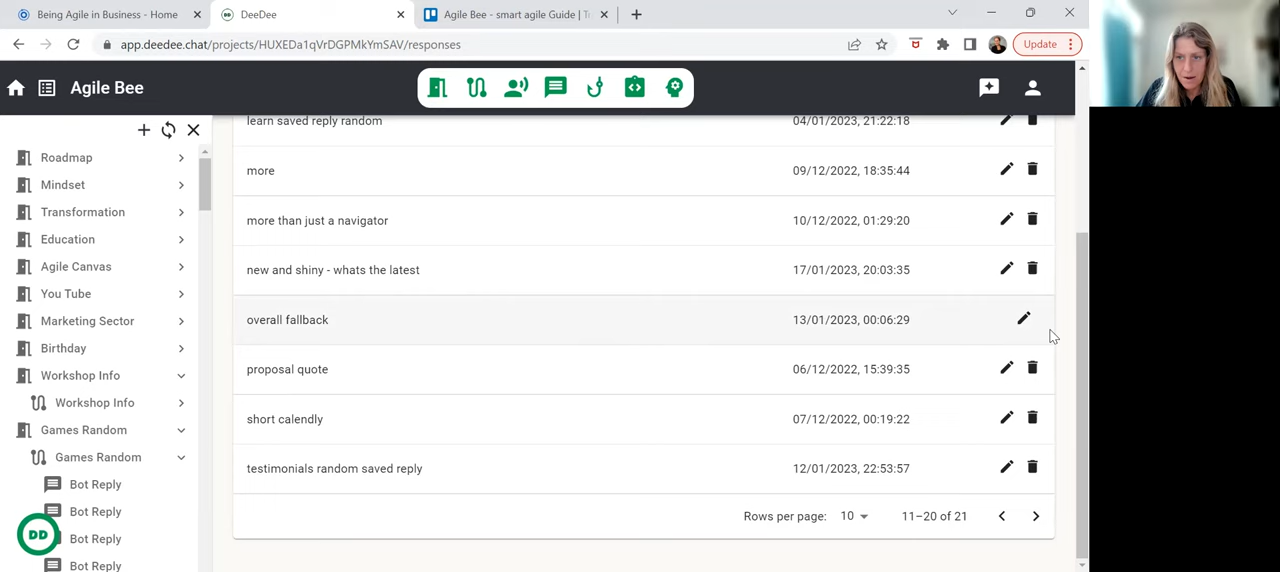 Being Agile in Business - Home
DeeDee
Agile Bee - smart agile Guide | Tr
app.deedee.chat/projects/HUXEDa1qVrDGPMkYmSAV/responses
Update
Agile Bee
Roadmap
Mindset
Transformation
Education
Agile Canvas
You Tube
Marketing Sector
Birthday
Workshop Info
Workshop Info
Games Random
Games Random
Bot Reply
Bot Reply
Bot Reply
Bot Reply
DD
learn saved reply random 04/01/2023, 21:22:18
more 09/12/2022, 18:35:44
more than just a navigator 10/12/2022, 01:29:20
new and shiny - whats the latest 17/01/2023, 20:03:35
overall fallback 13/01/2023, 00:06:29
proposal quote 06/12/2022, 15:39:35
short calendly 07/12/2022, 00:19:22
testimonials random saved reply 12/01/2023, 22:53:57
Rows per page: 10 11–20 of 21